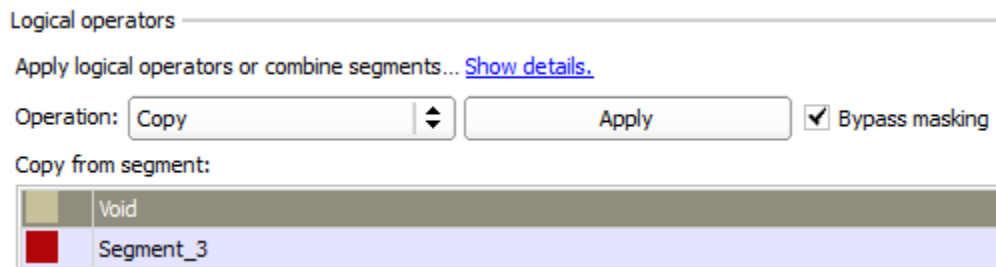 Logical operators
Apply logical operators or combine segments... Show details.
Operation: Copy Apply Bypass masking
Copy from segment:
Void
Segment_3